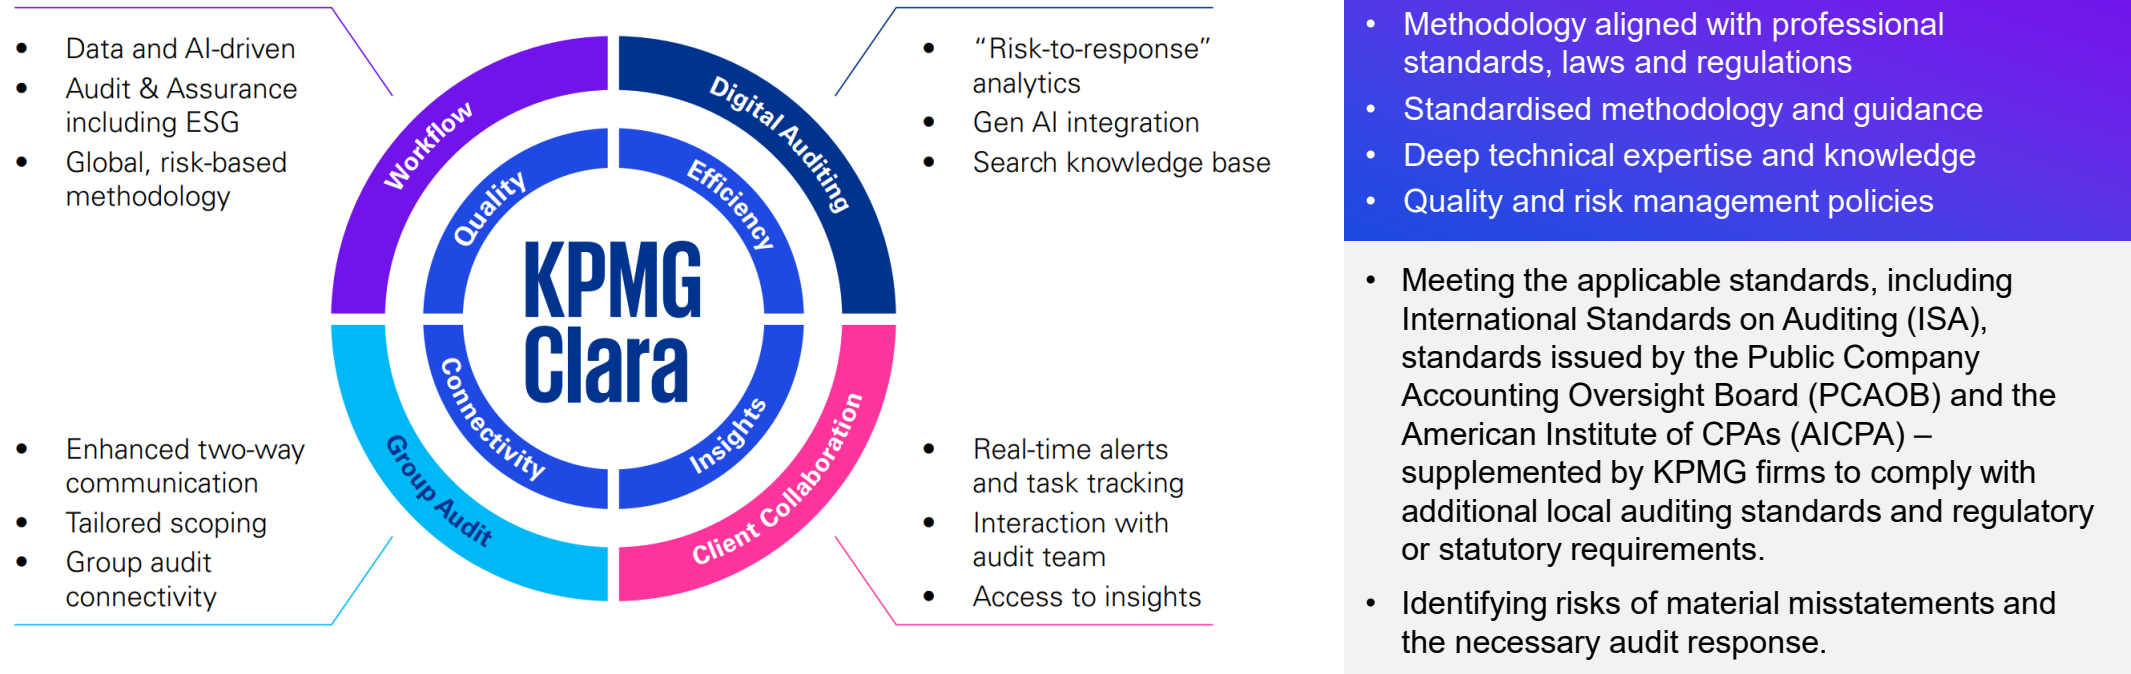 • Data and AI-driven
• Audit & Assurance
including ESG
• Global, risk-based
methodology
• “Risk-to-response”
analytics
• Gen AI integration
• Search knowledge base
Workflow
Digital Auditing
Quality
Efficiency
KPMG
Clara
Connectivity
Insights
Group Audit
Client Collaboration
• Enhanced two-way
communication
• Tailored scoping
• Group audit
connectivity
• Real-time alerts
and task tracking
• Interaction with
audit team
• Access to insights
• Methodology aligned with professional
standards, laws and regulations
• Standardised methodology and guidance
• Deep technical expertise and knowledge
• Quality and risk management policies
• Meeting the applicable standards, including
International Standards on Auditing (ISA),
standards issued by the Public Company
Accounting Oversight Board (PCAOB) and the
American Institute of CPAs (AICPA) –
supplemented by KPMG firms to comply with
additional local auditing standards and regulatory
or statutory requirements.
• Identifying risks of material misstatements and
the necessary audit response.